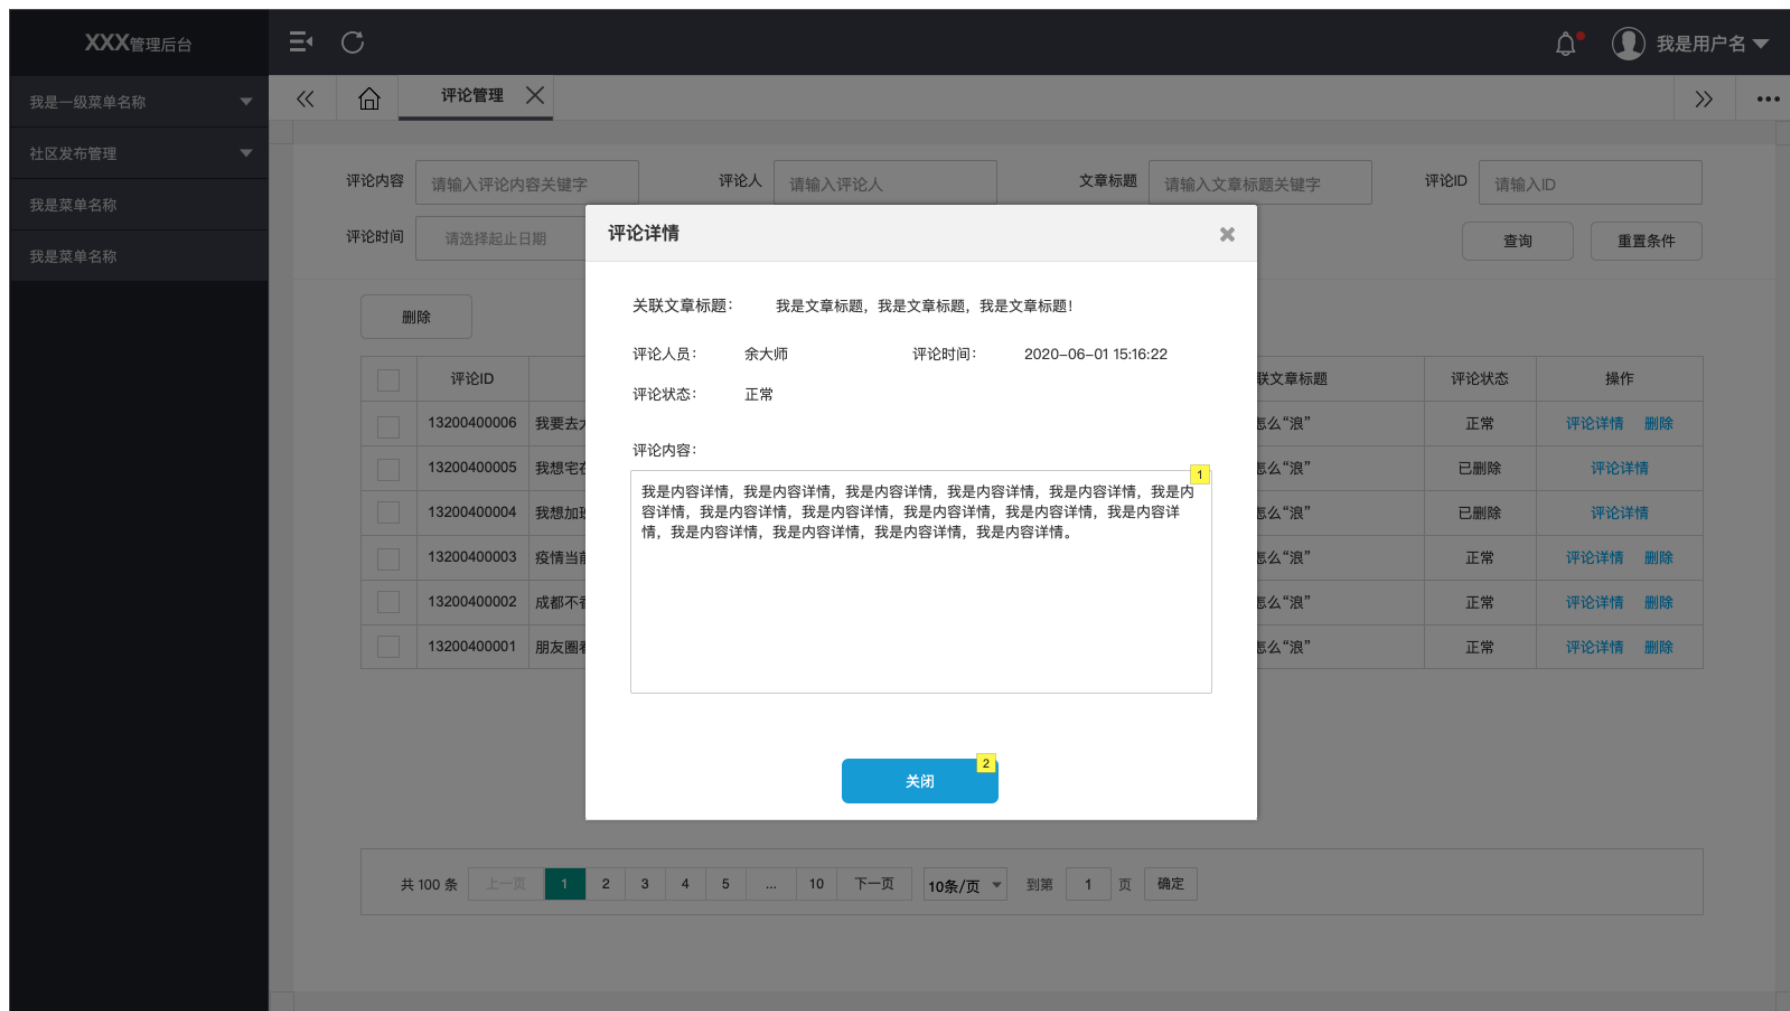 XXX管理后台
我是用户名
我是一级菜单名称
社区发布管理
我是菜单名称
我是菜单名称
评论管理
评论内容 请输入评论内容关键字 评论人 请输入评论人 文章标题 请输入文章标题关键字 评论ID 请输入ID
评论时间 请选择起止日期 查询 重置条件
删除
评论ID 联文章标题 评论状态 操作
13200400006 我要去 怎么“浪” 正常 评论详情 删除
13200400005 我想宅在 怎么“浪” 已删除 评论详情
13200400004 我想加班 怎么“浪” 已删除 评论详情
13200400003 疫情当前 怎么“浪” 正常 评论详情 删除
13200400002 成都不 怎么“浪” 正常 评论详情 删除
13200400001 朋友圈 怎么“浪” 正常 评论详情 删除
评论详情
关联文章标题： 我是文章标题，我是文章标题，我是文章标题！
评论人员： 余大师 评论时间： 2020-06-01 15:16:22
评论状态： 正常
评论内容：
1
我是内容详情，我是内容详情，我是内容详情，我是内容详情，我是内容详情，我是内
容详情，我是内容详情，我是内容详情，我是内容详情，我是内容详情，我是内容详
情，我是内容详情，我是内容详情，我是内容详情，我是内容详情。
2
关闭
共 100 条 上一页 1 2 3 4 5 ... 10 下一页 10条/页 到第 1 页 确定